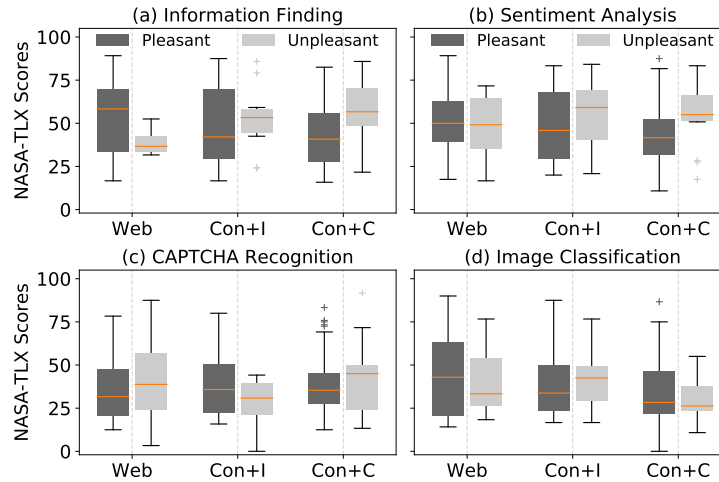 (a) Information Finding
(b) Sentiment Analysis
NASA-TLX Scores
100
75
50
25
0
Pleasant
Unpleasant
Pleasant
Unpleasant
Web
Con+I
Con+C
Web
Con+I
Con+C
(c) CAPTCHA Recognition
(d) Image Classification
NASA-TLX Scores
100
75
50
25
0
Web
Con+I
Con+C
Web
Con+I
Con+C